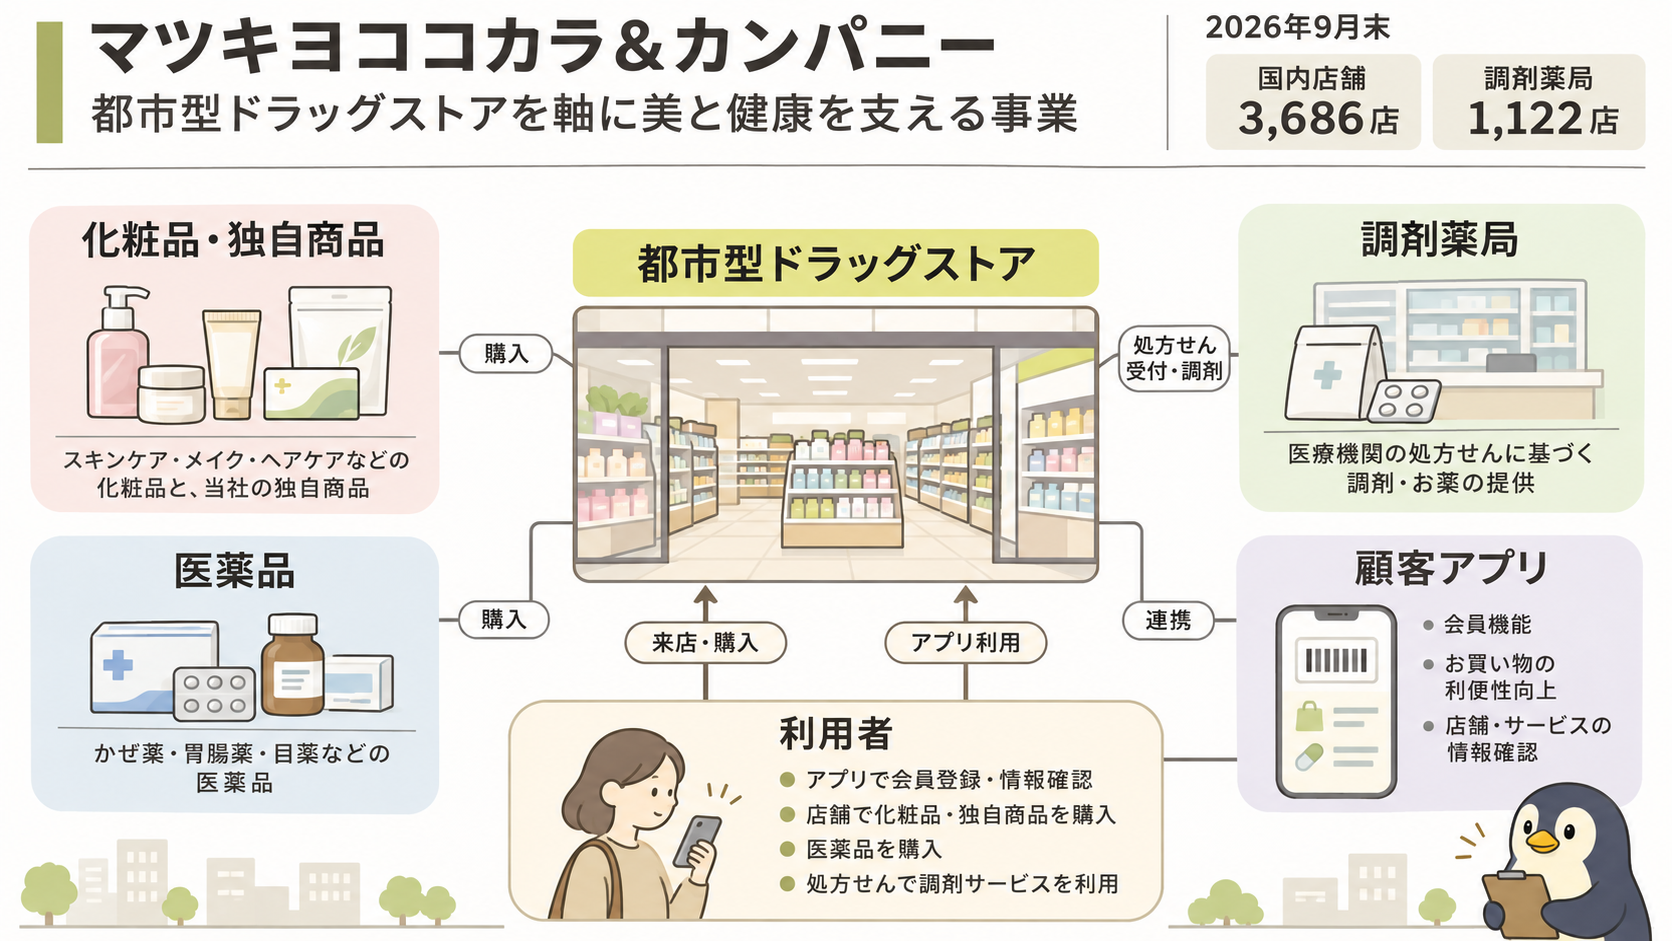 マツキヨココカラ&カンパニー
都市型ドラッグストアを軸に美と健康を支える事業
2026年9月末
国内店舗
3,686店
調剤薬局
1,122店
化粧品・独自商品
スキンケア・メイク・ヘアケアなどの
化粧品と、当社の独自商品
購入
都市型ドラッグストア
処方せん
受付・調剤
調剤薬局
医療機関の処方せんに基づく
調剤・お薬の提供
医薬品
かぜ薬・胃腸薬・目薬などの
医薬品
購入
来店・購入
アプリ利用
連携
顧客アプリ
会員機能
お買い物の
利便性向上
店舗・サービスの
情報確認
利用者
アプリで会員登録・情報確認
店舗で化粧品・独自商品を購入
医薬品を購入
処方せんで調剤サービスを利用